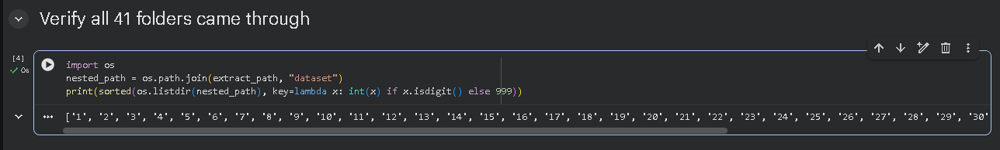 Verify all 41 folders came through
[4]
0s
import os
nested_path = os.path.join(extract_path, "dataset")
print(sorted(os.listdir(nested_path), key=lambda x: int(x) if x.isdigit() else 999))
['1', '2', '3', '4', '5', '6', '7', '8', '9', '10', '11', '12', '13', '14', '15', '16', '17', '18', '19', '20', '21', '22', '23', '24', '25', '26', '27', '28', '29', '30'